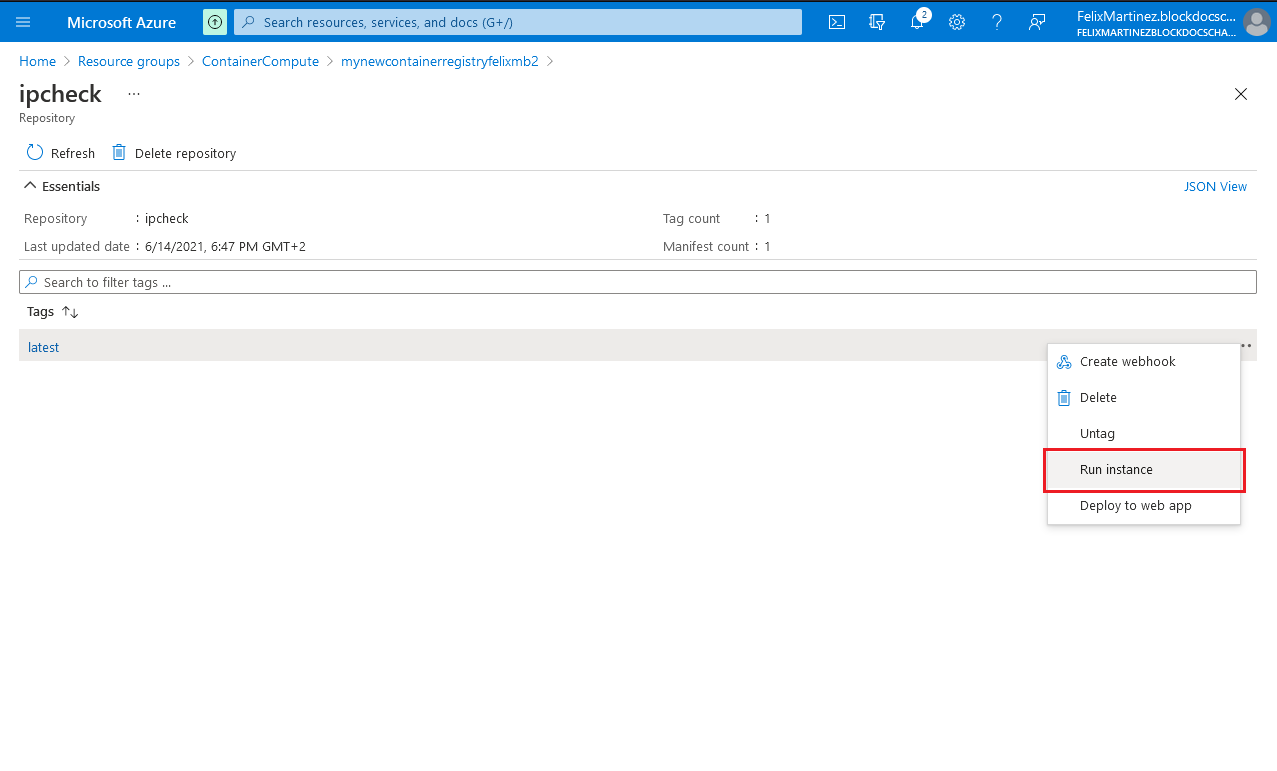 Microsoft Azure
Search resources, services, and docs (G+/)
2
FelixMartinez.blockdocsc...
FELIXMARTINEZBLOCKDOCSCHA...
Home > Resource groups > ContainerCompute > mynewcontainerregistryfelixmb2 >
ipcheck ...
Repository
Refresh Delete repository
Essentials JSON View
Repository : ipcheck Tag count : 1
Last updated date : 6/14/2021, 6:47 PM GMT+2 Manifest count : 1
Search to filter tags ...
Tags
latest
Create webhook
Delete
Untag
Run instance
Deploy to web app